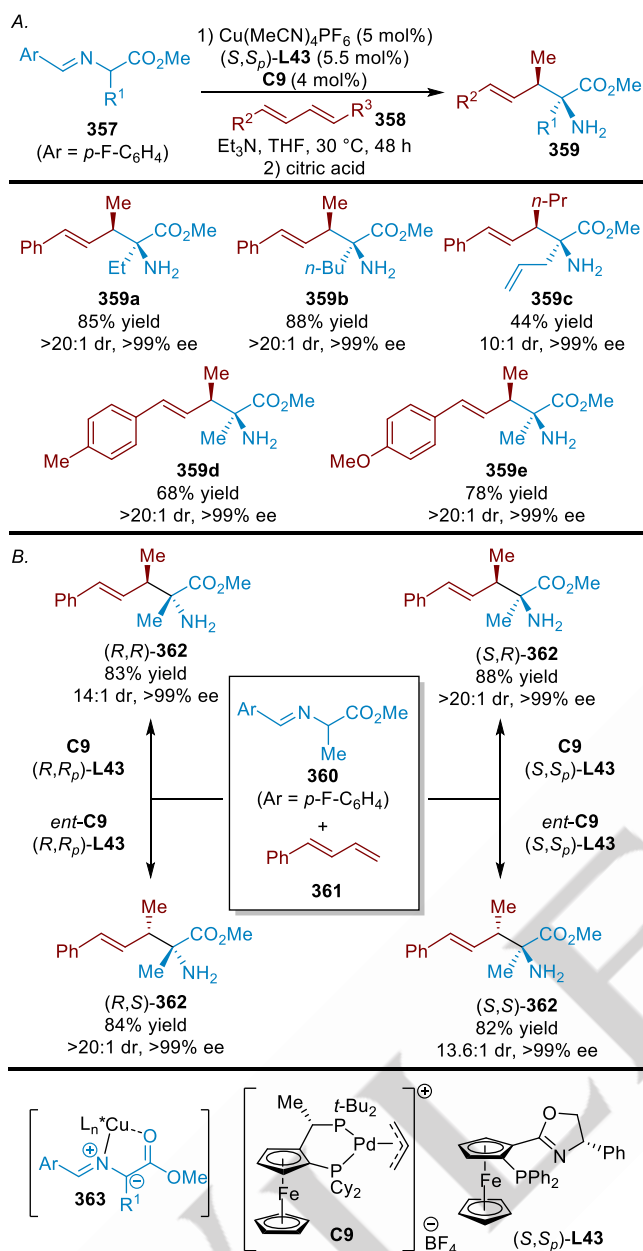 A.
Ar
N
CO2Me
R1
357
(Ar = p-F-C6H4)
1) Cu(MeCN)4PF6 (5 mol%)
(S,Sp)-L43 (5.5 mol%)
C9 (4 mol%)
R2
R3
358
Et3N, THF, 30 °C, 48 h
2) citric acid
Me
R2
CO2Me
R1
NH2
359
Me
Ph
CO2Me
Et
NH2
359a
85% yield
>20:1 dr, >99% ee
Me
Ph
CO2Me
n-Bu
NH2
359b
88% yield
>20:1 dr, >99% ee
n-Pr
Ph
CO2Me
NH2
359c
44% yield
10:1 dr, >99% ee
Me
CO2Me
Me
NH2
Me
359d
68% yield
>20:1 dr, >99% ee
Me
CO2Me
Me
NH2
MeO
359e
78% yield
>20:1 dr, >99% ee
B.
Me
Ph
CO2Me
Me
NH2
(R,R)-362
83% yield
14:1 dr, >99% ee
Me
Ph
CO2Me
Me
NH2
(S,R)-362
88% yield
>20:1 dr, >99% ee
C9
(R,Rp)-L43
ent-C9
(R,Rp)-L43
Ar
N
CO2Me
Me
360
(Ar = p-F-C6H4)
+
Ph
361
C9
(S,Sp)-L43
ent-C9
(S,Sp)-L43
Me
Ph
CO2Me
Me
NH2
(R,S)-362
84% yield
>20:1 dr, >99% ee
Me
Ph
CO2Me
Me
NH2
(S,S)-362
82% yield
13.6:1 dr, >99% ee
Ln*Cu
O
Ar
N
OMe
R1
363
Me
t-Bu2
P
Pd
P
Cy2
Fe
C9
BF4
O
N
Ph
PPh2
Fe
(S,Sp)-L43